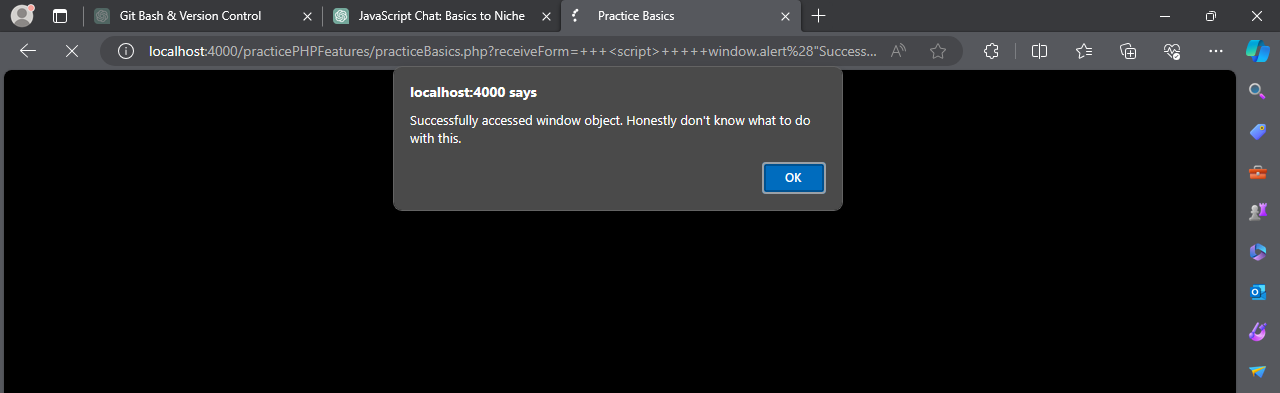 Git Bash & Version Control
JavaScript Chat: Basics to Niche
Practice Basics
localhost:4000/practicePHPFeatures/practiceBasics.php?receiveForm=+++<script>+++++window.alert%28"Success...
localhost:4000 says
Successfully accessed window object. Honestly don't know what to do
with this.
OK